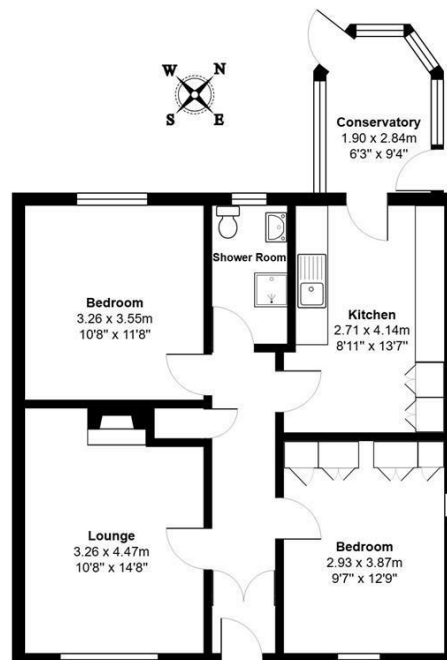 W N
S E
Conservatory
1.90 x 2.84m
6'3" x 9'4"
Shower Room
Bedroom
3.26 x 3.55m
10'8" x 11'8"
Kitchen
2.71 x 4.14m
8'11" x 13'7"
Lounge
3.26 x 4.47m
10'8" x 14'8"
Bedroom
2.93 x 3.87m
9'7" x 12'9"